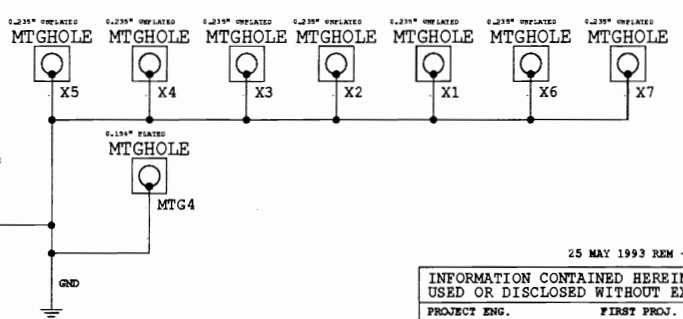 0.235" UNPLATED 0.235" UNPLATED 0.235" UNPLATED 0.235" UNPLATED 0.235" UNPLATED 0.235" UNPLATED 0.235" UNPLATED
MTGHOLE MTGHOLE MTGHOLE MTGHOLE MTGHOLE MTGHOLE MTGHOLE
X5 X4 X3 X2 X1 X6 X7
PLATED
MTGHOLE
MTG4
25 MAY 1993 REM -
GND
INFORMATION CONTAINED HEREIN
USED OR DISCLOSED WITHOUT EX
PROJECT ENG. FIRST PROJ.